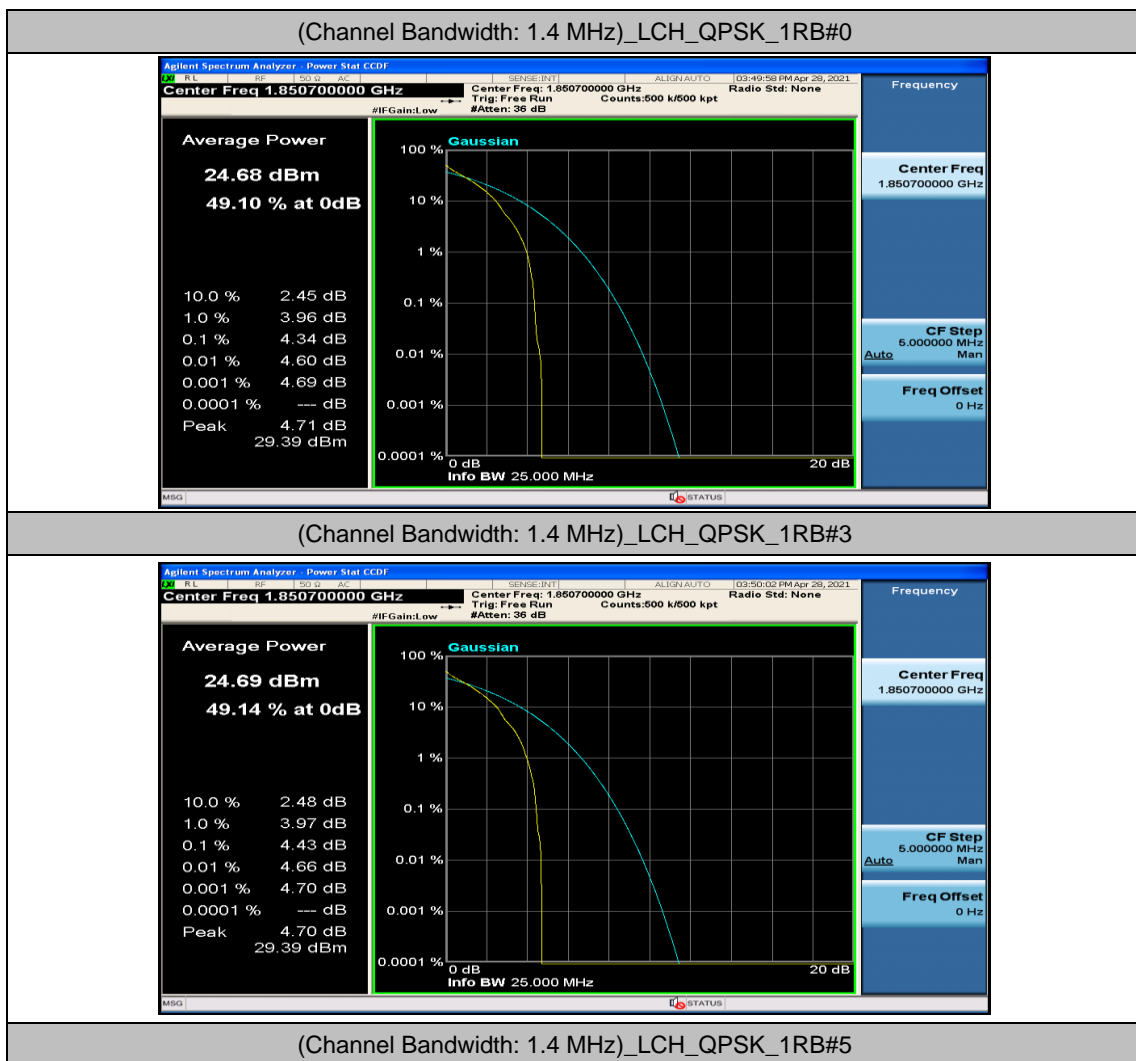 (Channel Bandwidth: 1.4 MHz)_LCH_QPSK_1RB#0
Agilent Spectrum Analyzer - Power Stat CCDF
LXI RL RF 50 Ω AC SENSE:INT ALIGN AUTO 03:49:58 PM Apr 28, 2021
Center Freq 1.850700000 GHz
Center Freq: 1.850700000 GHz Radio Std: None
Trig: Free Run Counts:500 k/500 kpt
#IFGain:Low #Atten: 36 dB
Frequency
Average Power
24.68 dBm
49.10 % at 0dB
10.0 % 2.45 dB
1.0 % 3.96 dB
0.1 % 4.34 dB
0.01 % 4.60 dB
0.001 % 4.69 dB
0.0001 % --- dB
Peak 4.71 dB
29.39 dBm
Gaussian
100 %
10 %
1 %
0.1 %
0.01 %
0.001 %
0.0001 %
0 dB 20 dB
Info BW 25.000 MHz
Center Freq
1.850700000 GHz
CF Step
5.000000 MHz
Auto Man
Freq Offset
0 Hz
MSG STATUS
(Channel Bandwidth: 1.4 MHz)_LCH_QPSK_1RB#3
Agilent Spectrum Analyzer - Power Stat CCDF
LXI RL RF 50 Ω AC SENSE:INT ALIGN AUTO 03:50:02 PM Apr 28, 2021
Center Freq 1.850700000 GHz
Center Freq: 1.850700000 GHz Radio Std: None
Trig: Free Run Counts:500 k/500 kpt
#IFGain:Low #Atten: 36 dB
Frequency
Average Power
24.69 dBm
49.14 % at 0dB
10.0 % 2.48 dB
1.0 % 3.97 dB
0.1 % 4.43 dB
0.01 % 4.66 dB
0.001 % 4.70 dB
0.0001 % --- dB
Peak 4.70 dB
29.39 dBm
Gaussian
100 %
10 %
1 %
0.1 %
0.01 %
0.001 %
0.0001 %
0 dB 20 dB
Info BW 25.000 MHz
Center Freq
1.850700000 GHz
CF Step
5.000000 MHz
Auto Man
Freq Offset
0 Hz
MSG STATUS
(Channel Bandwidth: 1.4 MHz)_LCH_QPSK_1RB#5